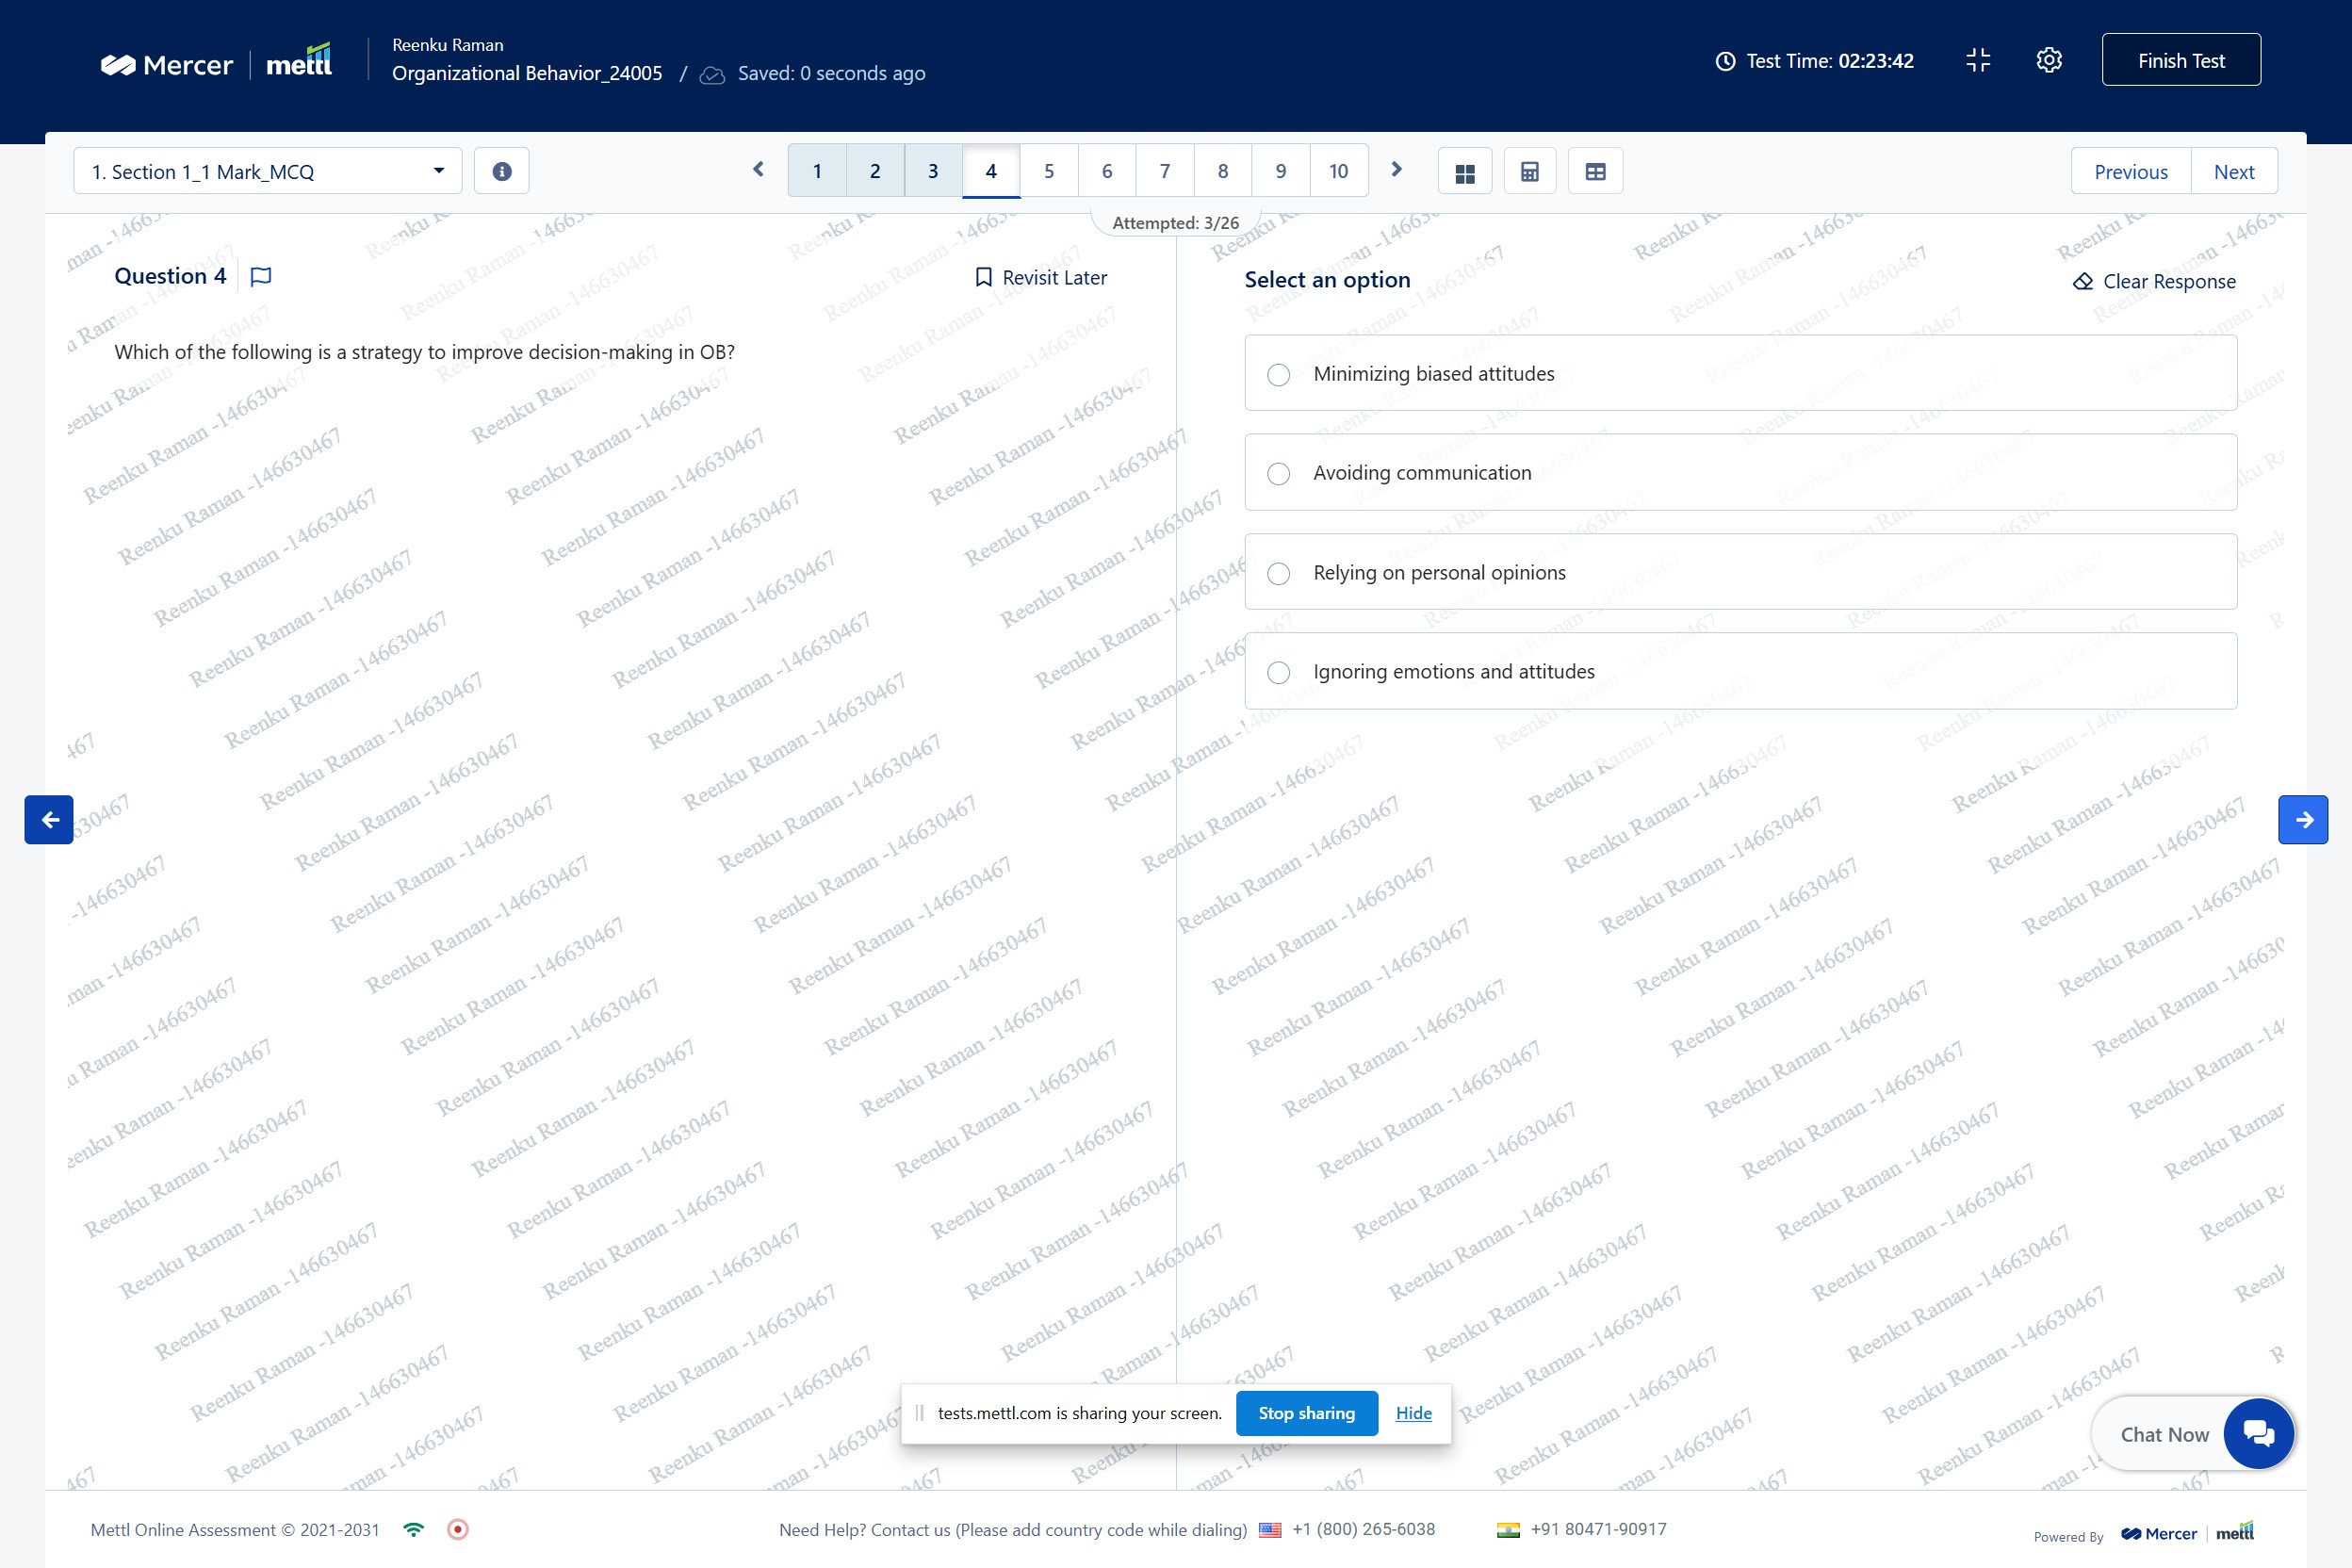 Mercer | mettl
Reenku Raman
Organizational Behavior_24005 / Saved: 0 seconds ago
Test Time: 02:23:42
Finish Test
1. Section 1_1 Mark_MCQ
1 2 3 4 5 6 7 8 9 10
Previous Next
Attempted: 3/26
Question 4
Revisit Later
Which of the following is a strategy to improve decision-making in OB?
Select an option
Clear Response
Minimizing biased attitudes
Avoiding communication
Relying on personal opinions
Ignoring emotions and attitudes
Reenku Raman -146630467
tests.mettl.com is sharing your screen. Stop sharing Hide
Chat Now
Mettl Online Assessment © 2021-2031
Need Help? Contact us (Please add country code while dialing) +1 (800) 265-6038 +91 80471-90917
Powered By Mercer | mettl